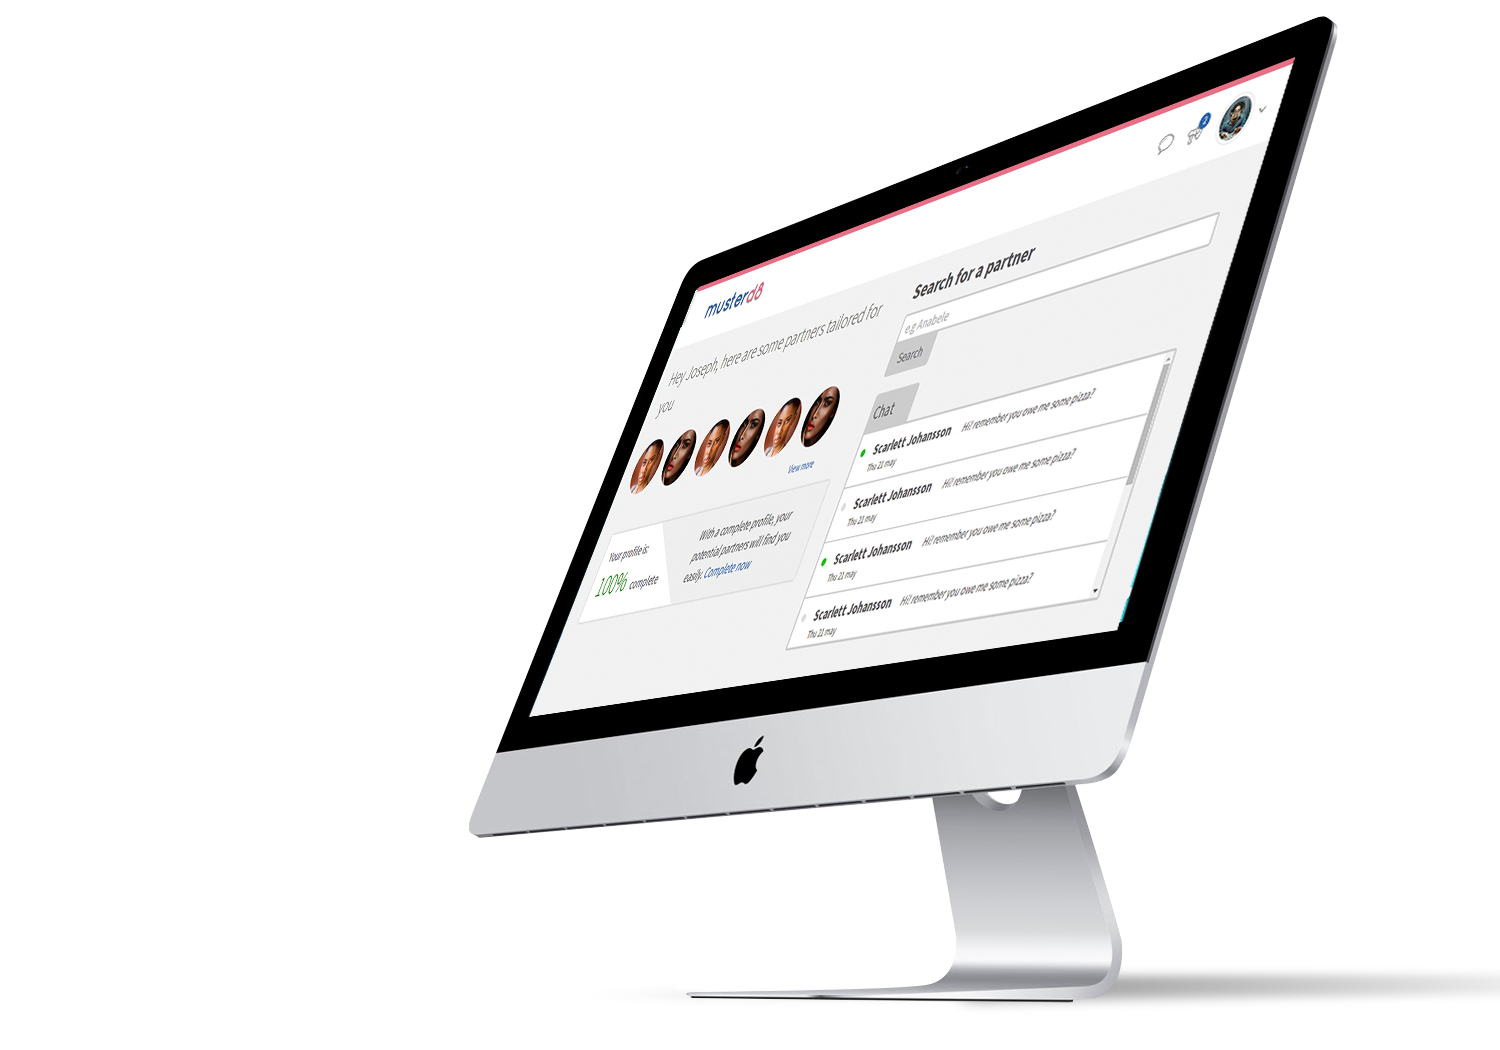 musterd8
Hey Joseph, here are some partners tailored for
you
View more
Your profile is:
100% complete
With a complete profile, your
potential partners will find you
easily. Complete now
Search for a partner
e.g Anabele
Search
Chat
Scarlett Johansson Hi! remember you owe me some pizza?
Thu 21 may
Scarlett Johansson Hi! remember you owe me some pizza?
Thu 21 may
Scarlett Johansson Hi! remember you owe me some pizza?
Thu 21 may
Scarlett Johansson Hi! remember you owe me some pizza?
Thu 21 may